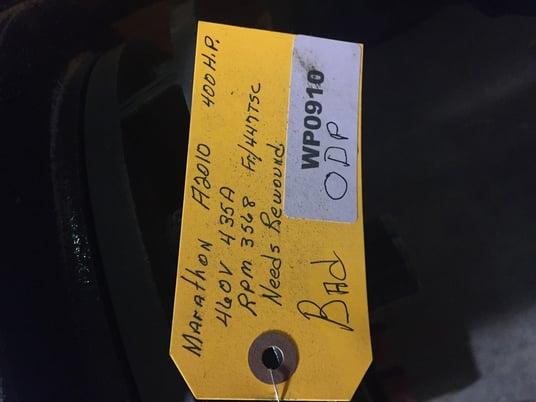 Marathon A2010 400 H.P.
460V 435A
RPM 3568 Fr/447TSC
Needs Rewound
Bad
WP0910
ODP